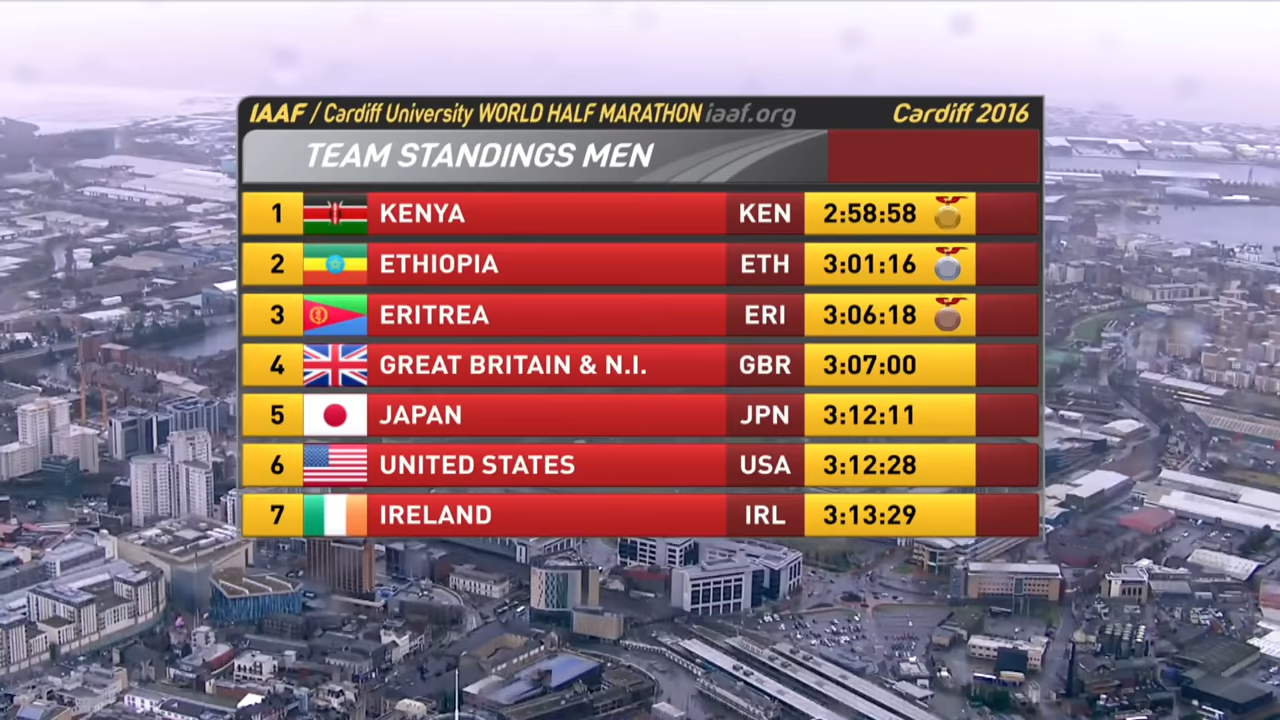 IAAF / Cardiff University WORLD HALF MARATHON iaaf.org Cardiff 2016
TEAM STANDINGS MEN
1 KENYA KEN 2:58:58
2 ETHIOPIA ETH 3:01:16
3 ERITREA ERI 3:06:18
4 GREAT BRITAIN & N.I. GBR 3:07:00
5 JAPAN JPN 3:12:11
6 UNITED STATES USA 3:12:28
7 IRELAND IRL 3:13:29